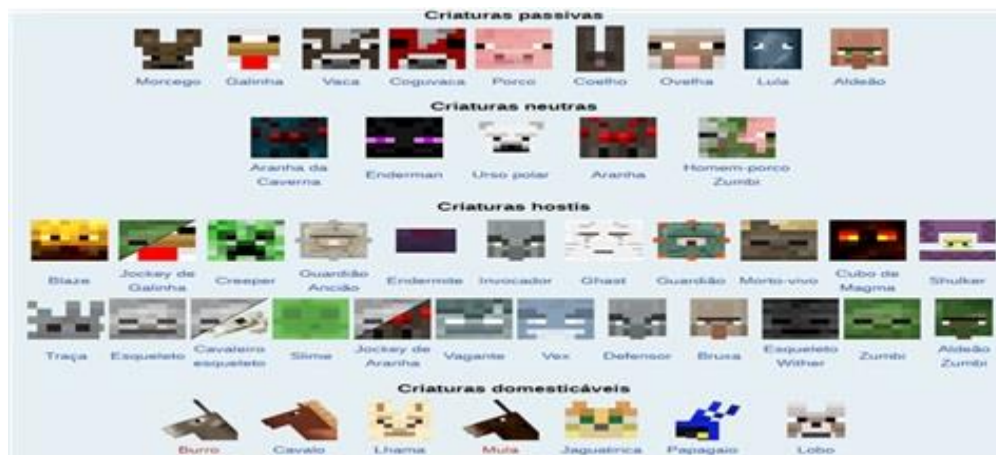 Criaturas passivas
Morcego Galinha Vaca Coguvaca Porco Coelho Ovelha Lula Aldeão
Criaturas neutras
Aranha da Caverna Enderman Urso polar Aranha Homem-porco Zumbi
Criaturas hostis
Blaze Jockey de Galinha Creeper Guardião Ancião Endermite Invocador Ghast Guardião Morto-vivo Cubo de Magma Shulker
Traça Esqueleto Cavaleiro esqueleto Slime Jockey de Aranha Vagante Vex Defensor Bruxa Esqueleto Wither Zumbi Aldeão Zumbi
Criaturas domesticáveis
Burro Cavalo Lhama Mula Jaguatirica Papagaio Lobo